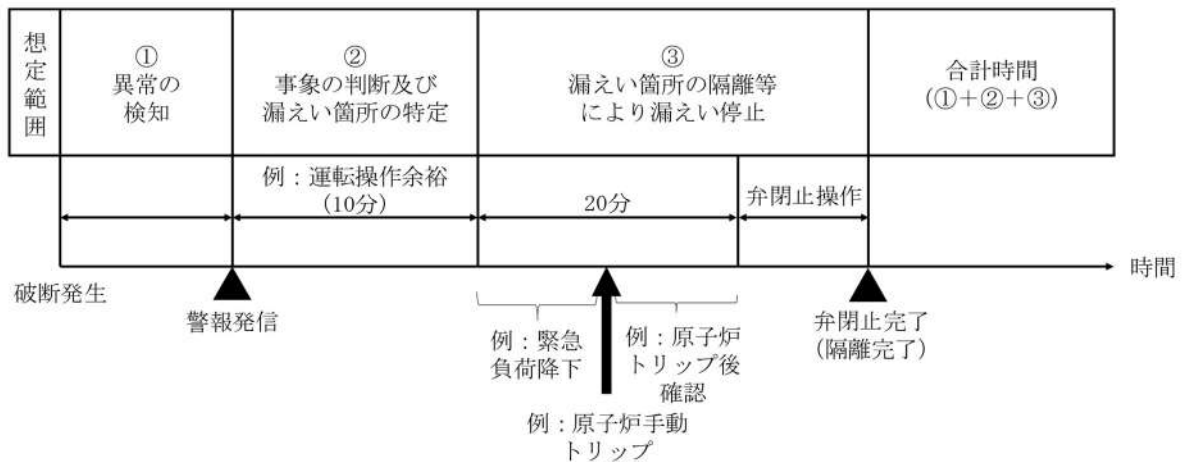 想定範囲
①
異常の
検知
②
事象の判断及び
漏えい箇所の特定
③
漏えい箇所の隔離等
により漏えい停止
合計時間
(①+②+③)
例：運転操作余裕
(10分)
20分
弁閉止操作
時間
破断発生
警報発信
例：緊急
負荷降下
例：原子炉
トリップ後
確認
弁閉止完了
(隔離完了)
例：原子炉手動
トリップ